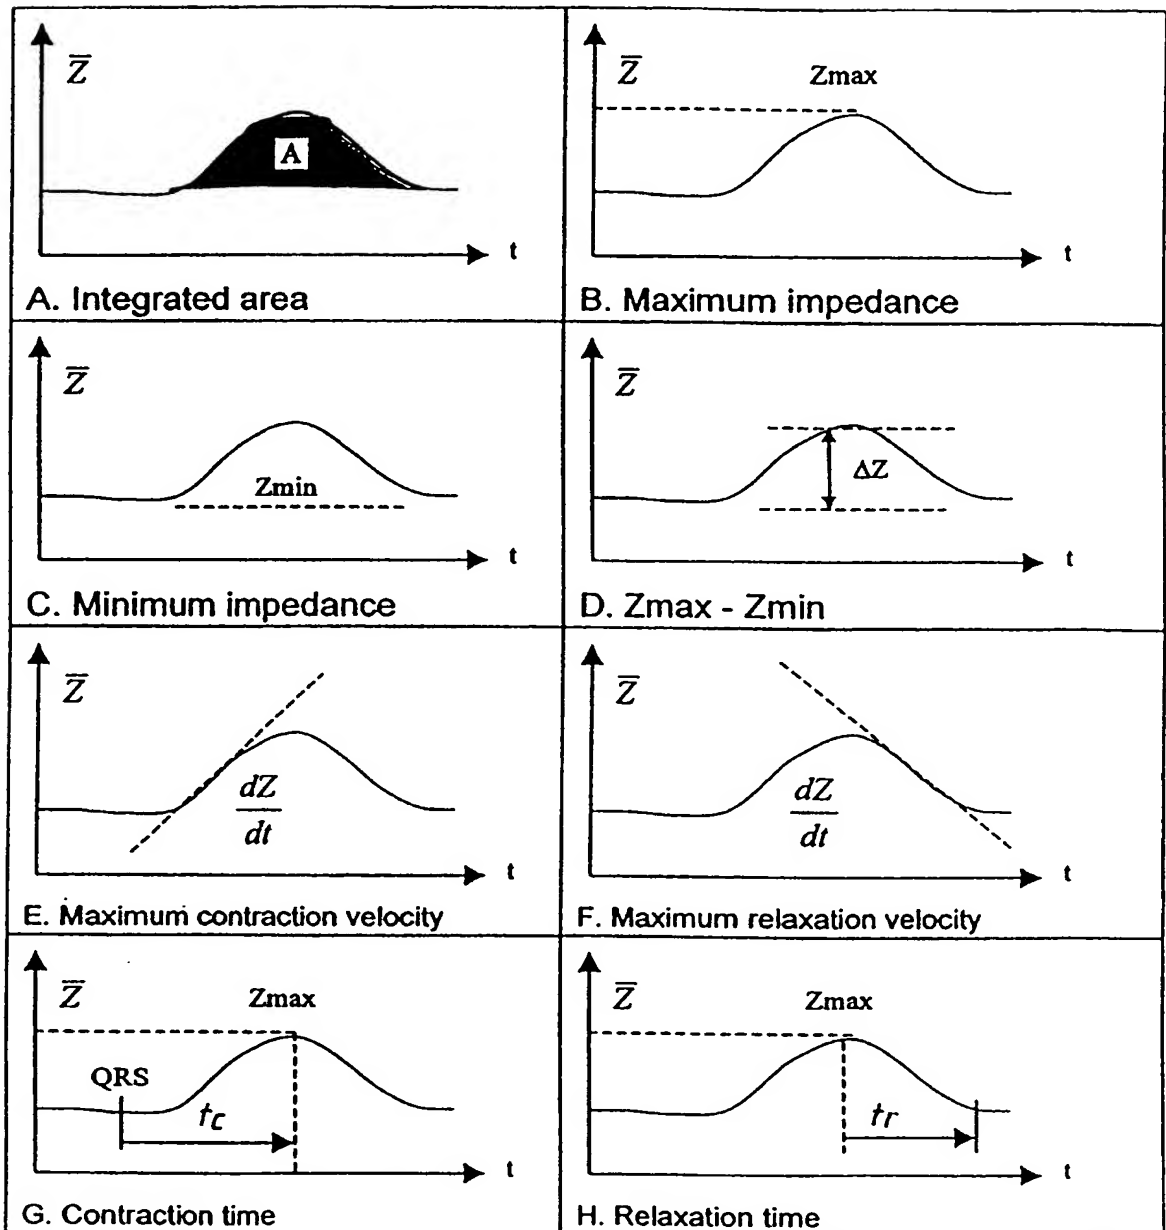 Z̅
A
t
A. Integrated area
Z̅
Zmax
t
B. Maximum impedance
Z̅
Zmin
t
C. Minimum impedance
Z̅
ΔZ
t
D. Zmax - Zmin
Z̅
dZ
dt
t
E. Maximum contraction velocity
Z̅
dZ
dt
t
F. Maximum relaxation velocity
Z̅
Zmax
QRS
tc
t
G. Contraction time
Z̅
Zmax
tr
t
H. Relaxation time